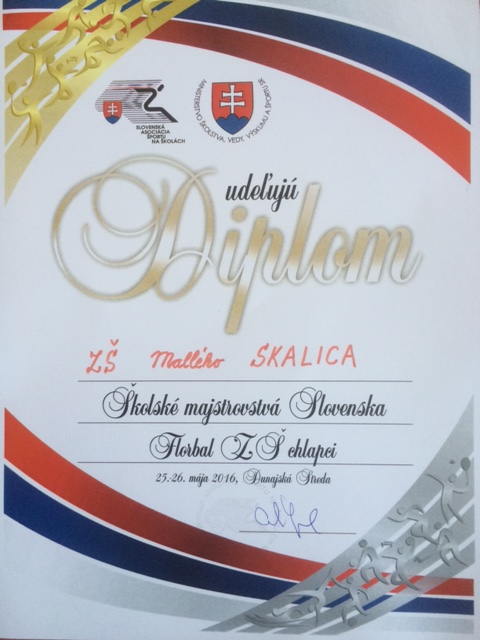 SLOVENSKÁ
ASOCIÁCIA
ŠPORTU
NA ŠKOLÁCH
MINISTERSTVO ŠKOLSTVA, VEDY, VÝSKUMU A ŠPORTU SR
udeľujú
Diplom
ZŠ Mallého SKALICA
Školské majstrovstvá Slovenska
Florbal ZŠ chlapci
25.-26. mája 2016, Dunajská Streda